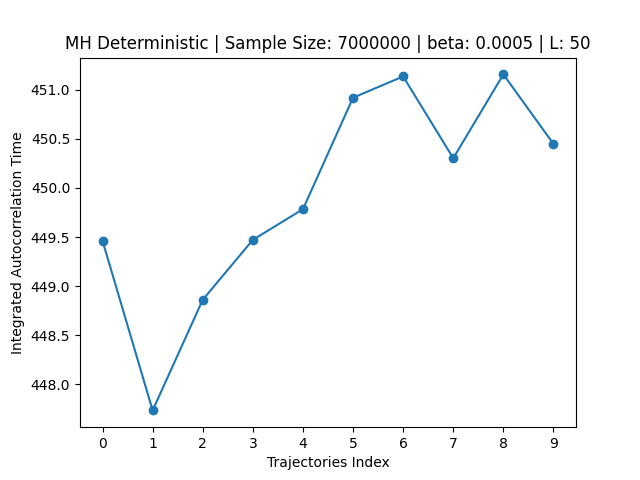 MH Deterministic | Sample Size: 7000000 | beta: 0.0005 | L: 50
Integrated Autocorrelation Time
451.0
450.5
450.0
449.5
449.0
448.5
448.0
0 1 2 3 4 5 6 7 8 9
Trajectories Index